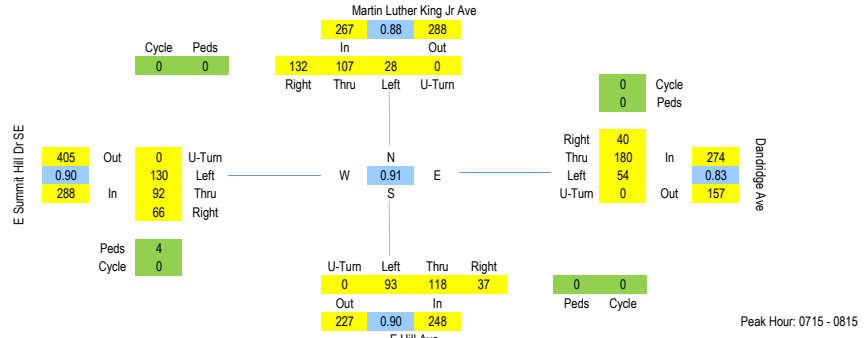 Martin Luther King Jr Ave
267 0.88 288
Cycle Peds In Out
0 0 132 107 28 0
Right Thru Left U-Turn
0 Cycle
0 Peds
E Summit Hill Dr SE
405 Out 0 U-Turn
0.90 130 Left
288 In 92 Thru
66 Right
N
W 0.91 E
S
Right 40
Thru 180 In 274
Left 54 0.83
U-Turn 0 Out 157
Dandridge Ave
Peds 4
Cycle 0
U-Turn Left Thru Right
0 93 118 37 0 0
Out In Peds Cycle
227 0.90 248
Peak Hour: 0715 - 0815
E Hill Ave